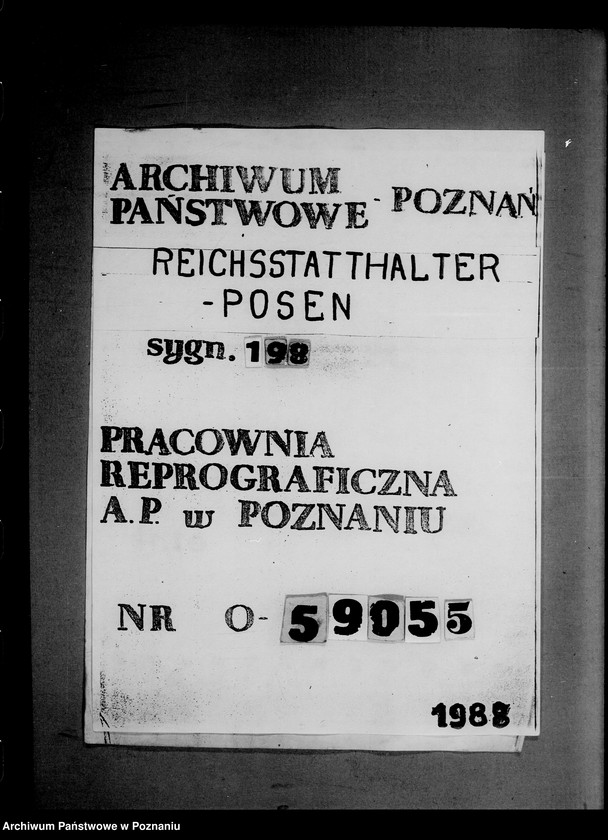 ARCHIWUM
PAŃSTWOWE - POZNAŃ
REICHSSTATTHALTER
-POSEN
sygn. 198
PRACOWNIA
REPROGRAFICZNA
A.P. w POZNANIU
NR O-59055
1988
Archiwum Państwowe w Poznaniu